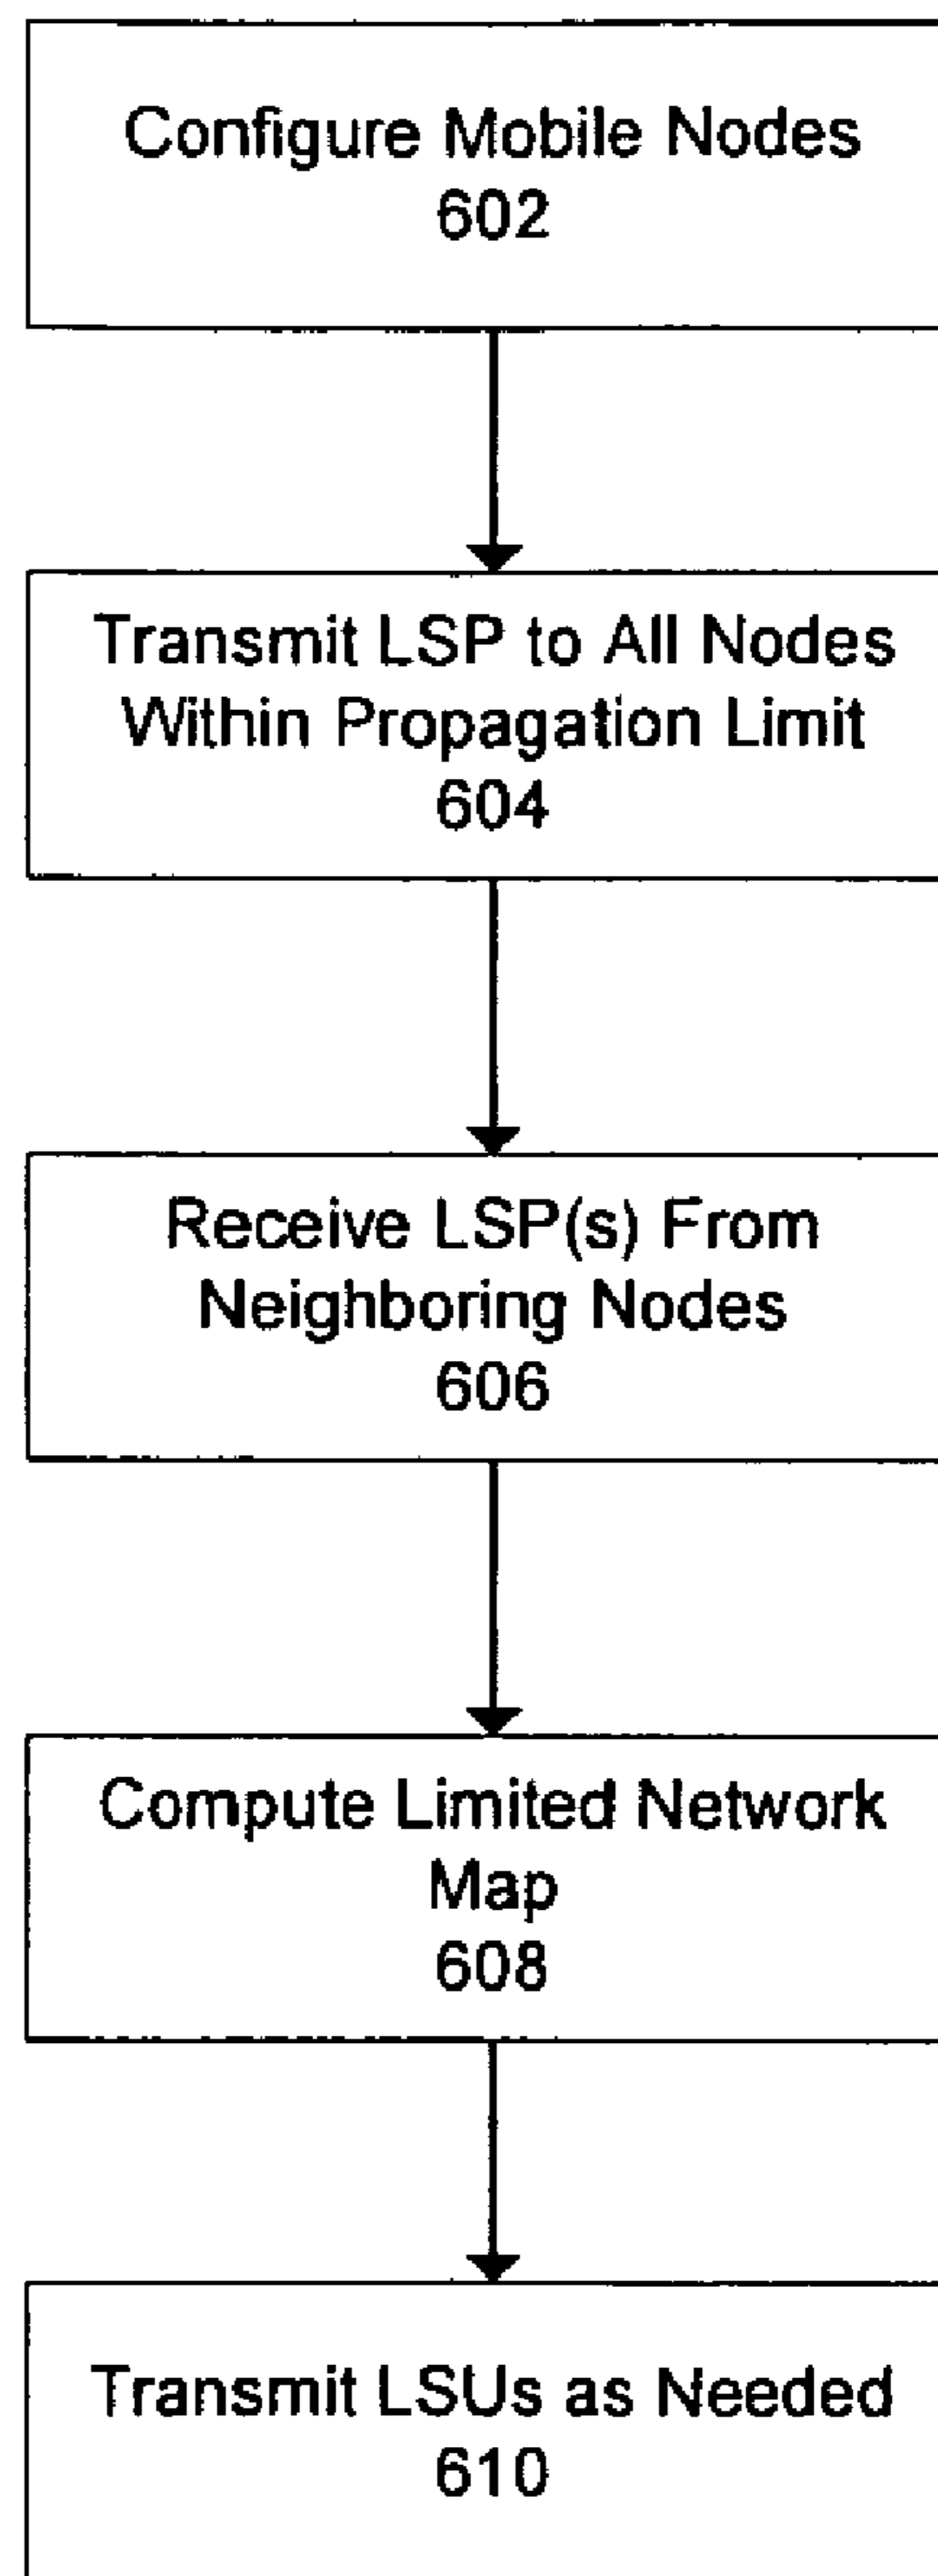 Configure Mobile Nodes
602
Transmit LSP to All Nodes
Within Propagation Limit
604
Receive LSP(s) From
Neighboring Nodes
606
Compute Limited Network
Map
608
Transmit LSUs as Needed
610